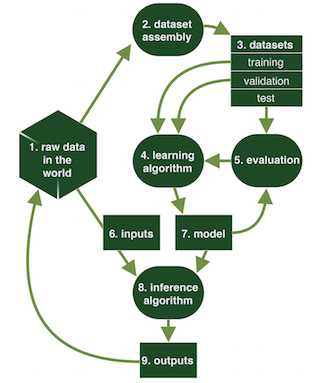 2. dataset
assembly
3. datasets
training
validation
test
1. raw data
in the
world
4. learning
algorithm
5. evaluation
6. inputs
7. model
8. inference
algorithm
9. outputs